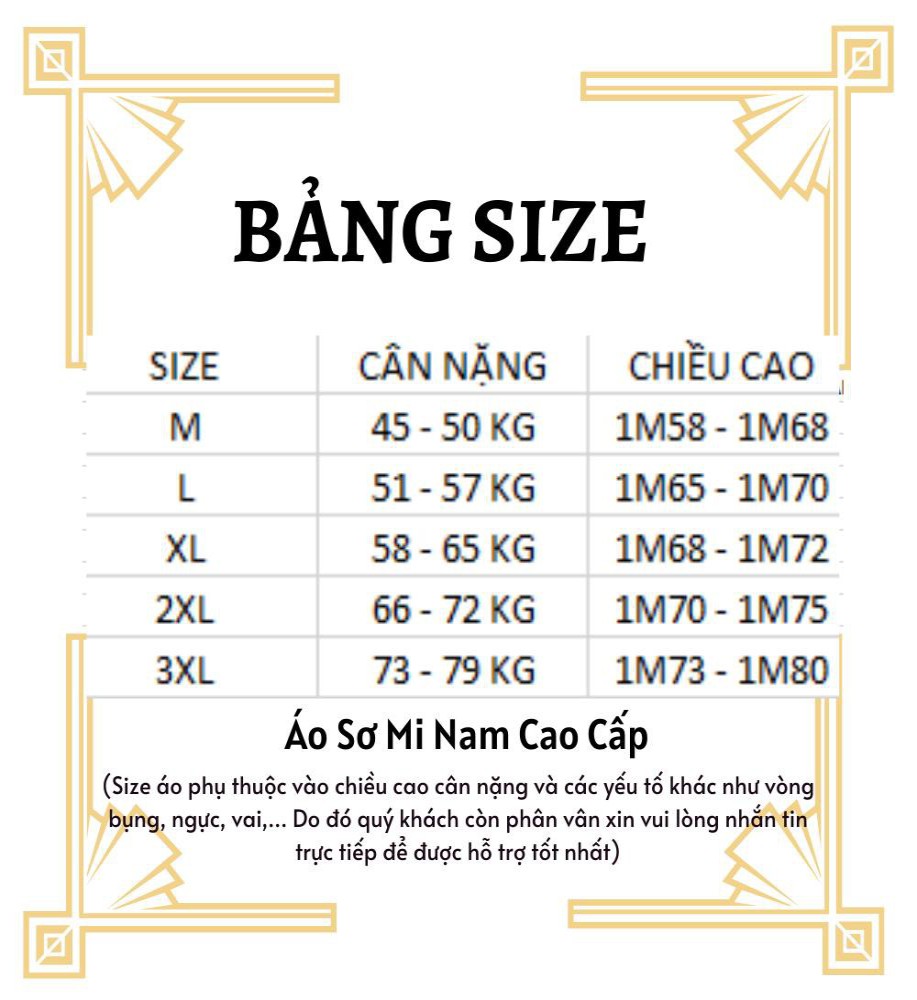 BẢNG SIZE
SIZE CÂN NẶNG CHIỀU CAO
M 45 - 50 KG 1M58 - 1M68
L 51 - 57 KG 1M65 - 1M70
XL 58 - 65 KG 1M68 - 1M72
2XL 66 - 72 KG 1M70 - 1M75
3XL 73 - 79 KG 1M73 - 1M80
Áo Sơ Mi Nam Cao Cấp
(Size áo phụ thuộc vào chiều cao cân nặng và các yếu tố khác như vòng
bụng, ngực, vai,... Do đó quý khách còn phân vân xin vui lòng nhắn tin
trực tiếp để được hỗ trợ tốt nhất)